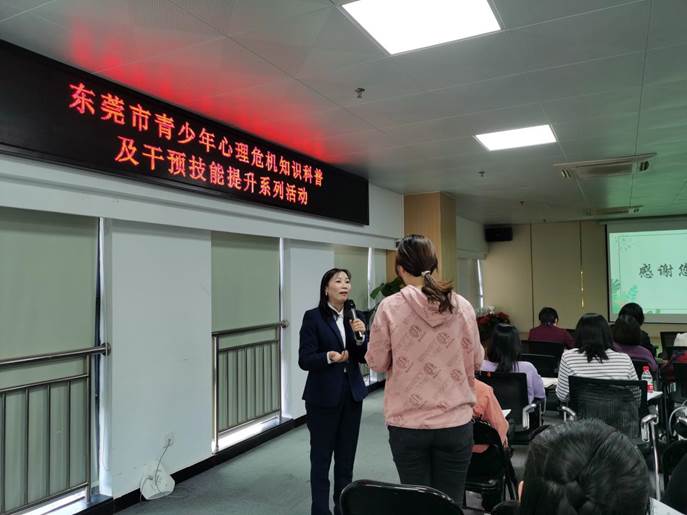 东莞市青少年心理危机知识科普
及干预技能提升系列活动
感谢您